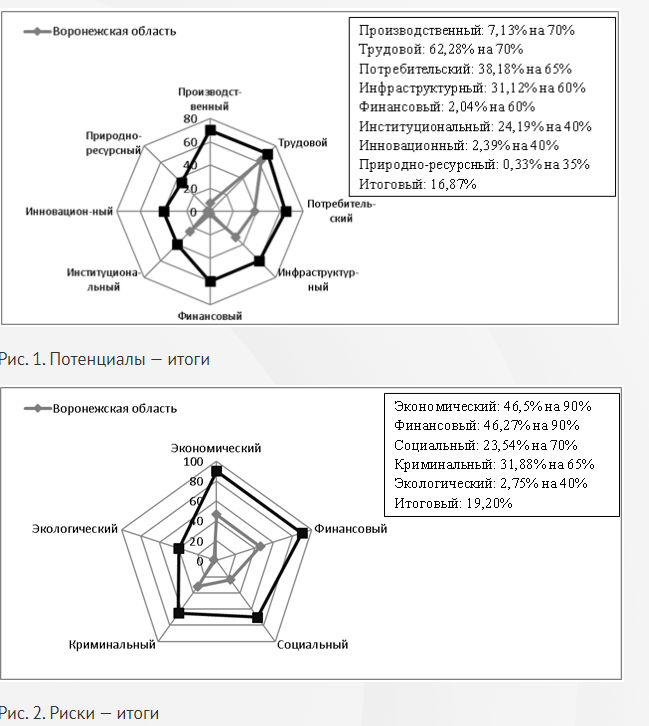 Воронежская область
Производственный: 7,13% на 70%
Трудовой: 62,28% на 70%
Потребительский: 38,18% на 65%
Инфраструктурный: 31,12% на 60%
Финансовый: 2,04% на 60%
Институциональный: 24,19% на 40%
Инновационный: 2,39% на 40%
Природно-ресурсный: 0,33% на 35%
Итоговый: 16,87%
Производст-
венный
80
60
40
20
0
Трудовой
Потребитель-
ский
Инфраструктур-
ный
Финансовый
Институциона-
льный
Инновацион-ный
Природно-
ресурсный
Рис. 1. Потенциалы — итоги
Воронежская область
Экономический: 46,5% на 90%
Финансовый: 46,27% на 90%
Социальный: 23,54% на 70%
Криминальный: 31,88% на 65%
Экологический: 2,75% на 40%
Итоговый: 19,20%
Экономический
100
80
60
40
20
0
Финансовый
Социальный
Криминальный
Экологический
Рис. 2. Риски — итоги